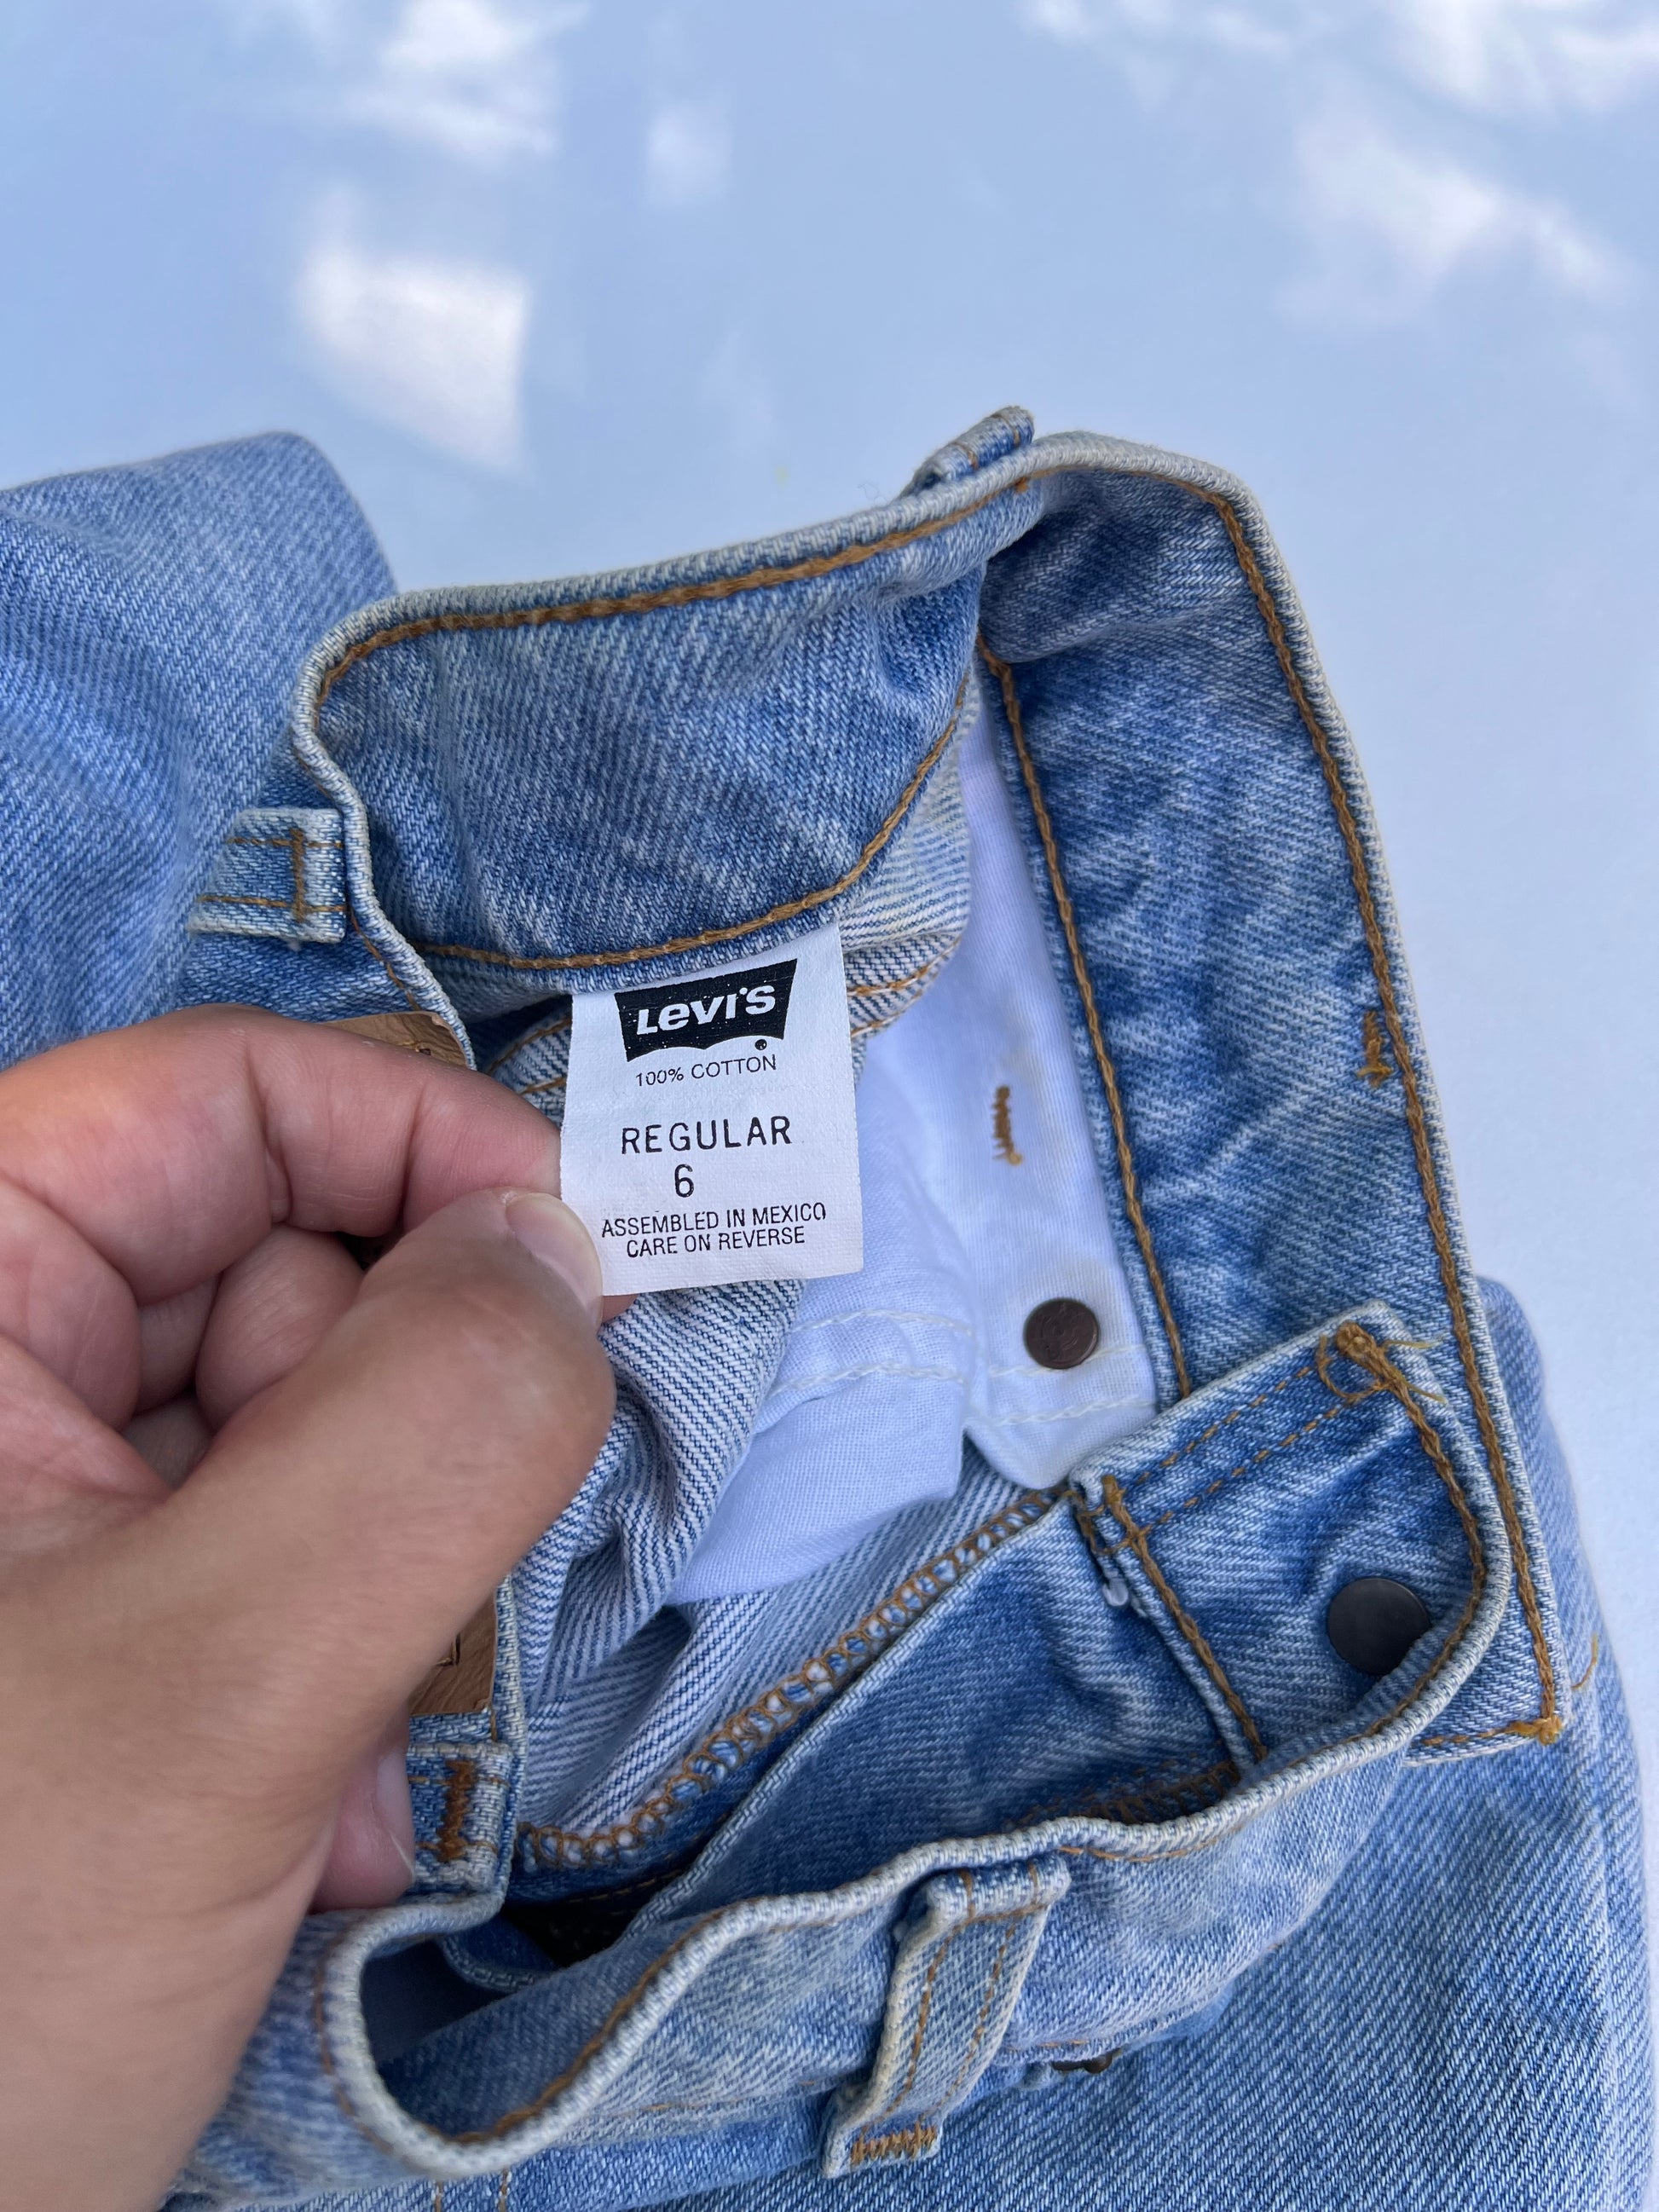 LEVI'S
100% COTTON
REGULAR
6
ASSEMBLED IN MEXICO
CARE ON REVERSE